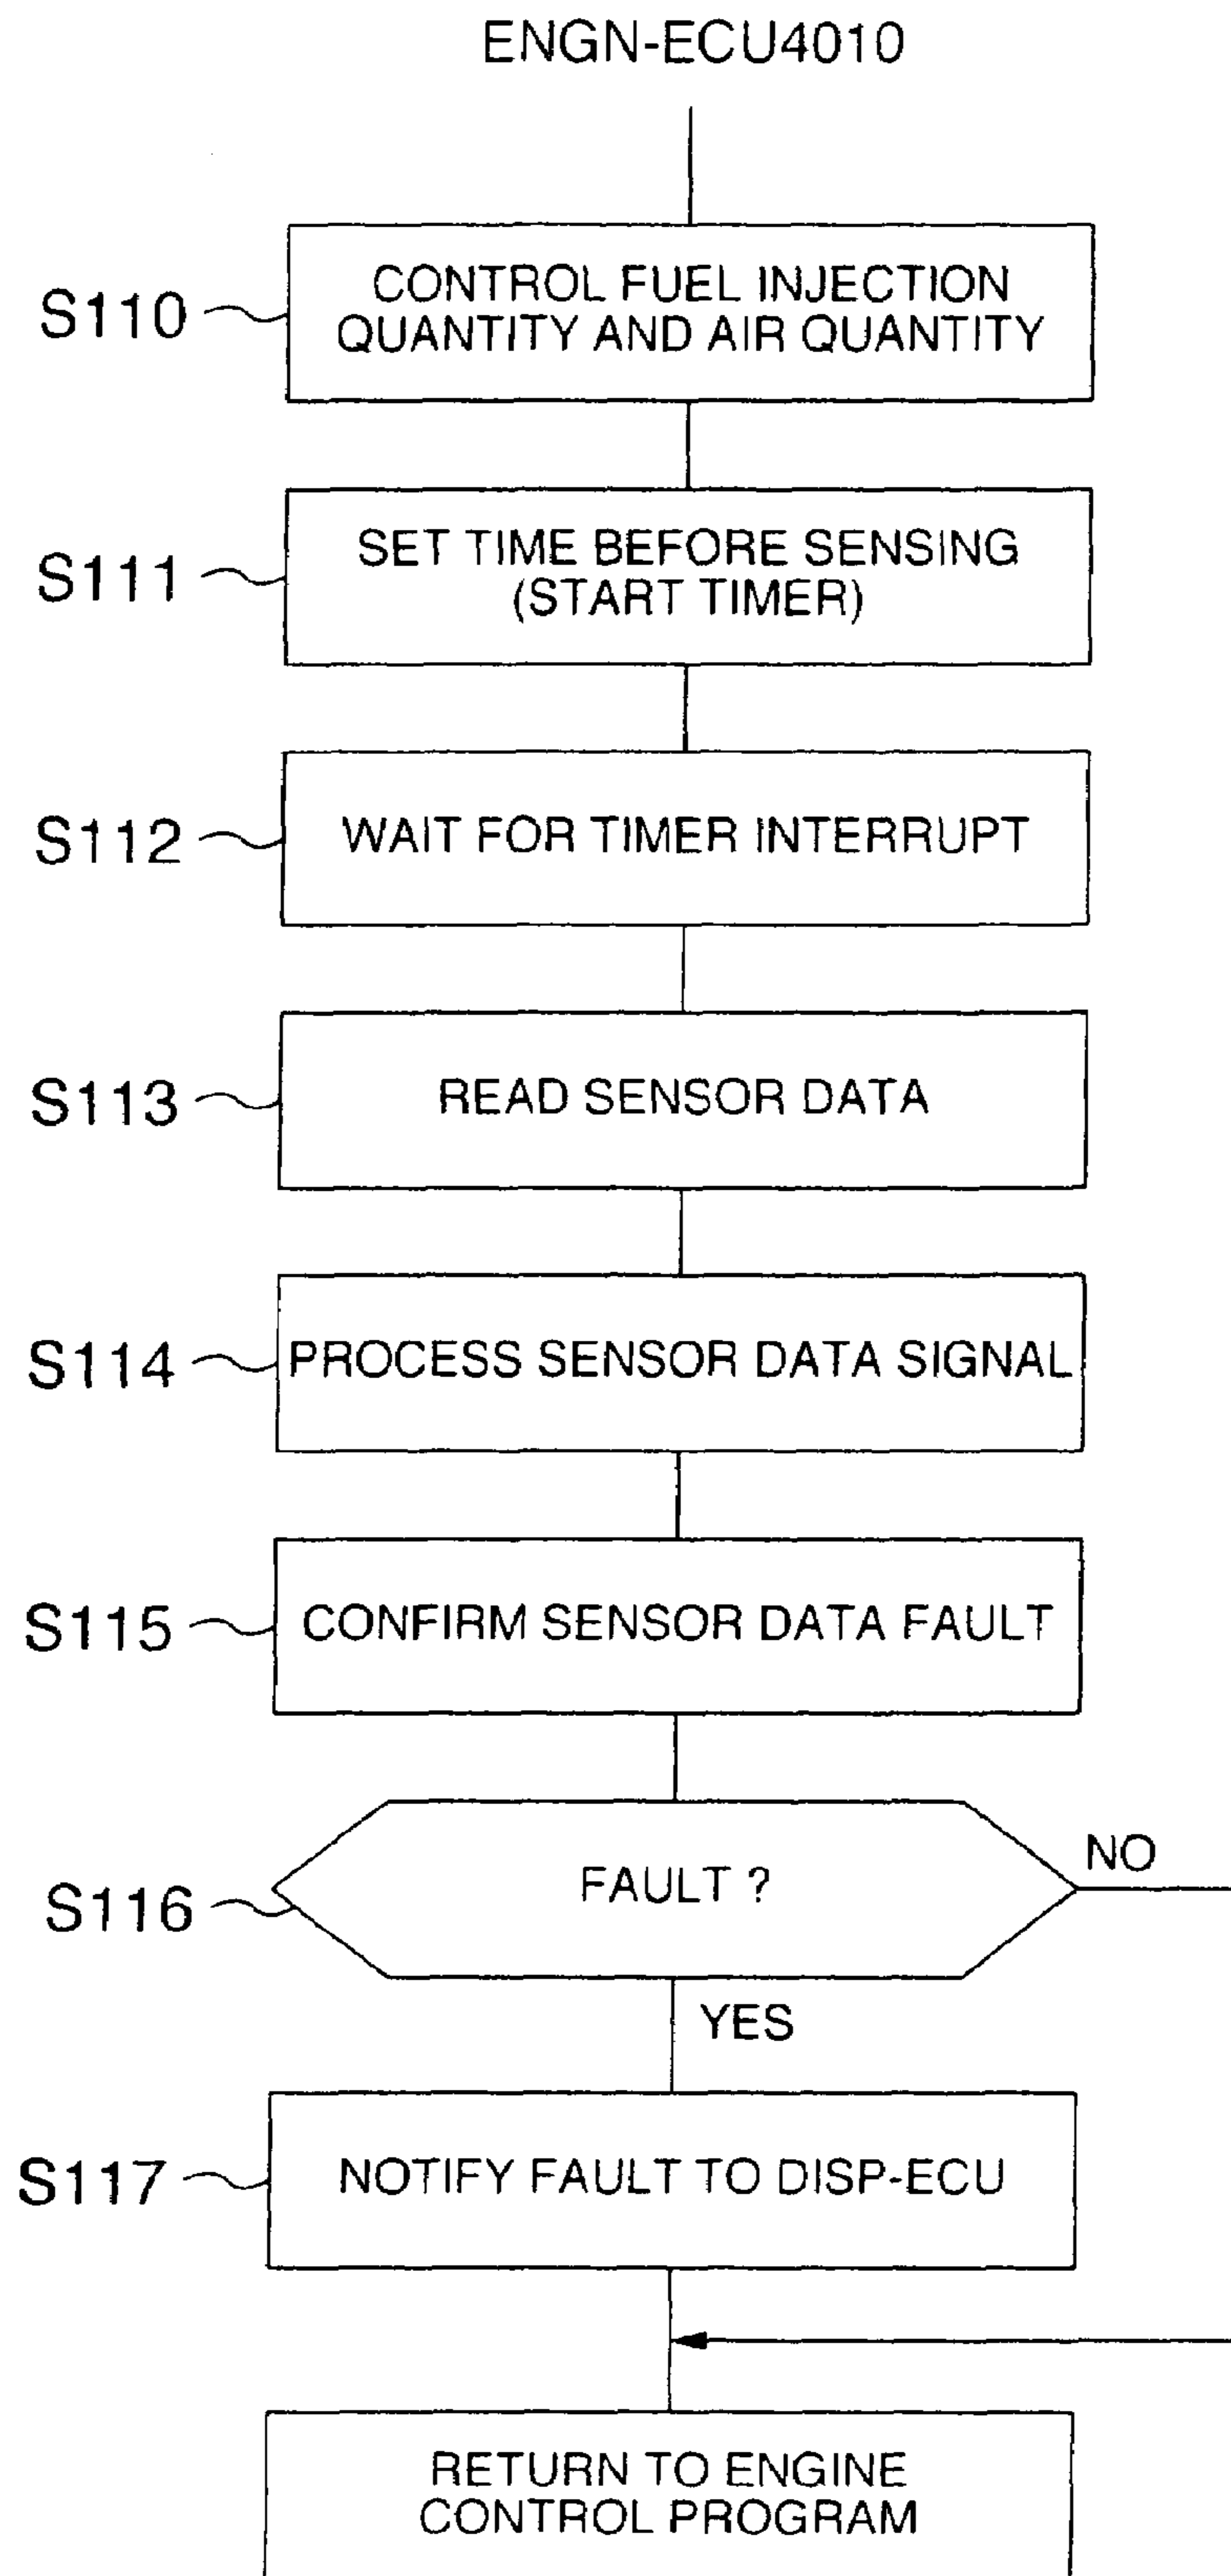 ENGN-ECU4010
S110
CONTROL FUEL INJECTION
QUANTITY AND AIR QUANTITY
S111
SET TIME BEFORE SENSING
(START TIMER)
S112
WAIT FOR TIMER INTERRUPT
S113
READ SENSOR DATA
S114
PROCESS SENSOR DATA SIGNAL
S115
CONFIRM SENSOR DATA FAULT
S116
FAULT ?
NO
YES
S117
NOTIFY FAULT TO DISP-ECU
RETURN TO ENGINE
CONTROL PROGRAM